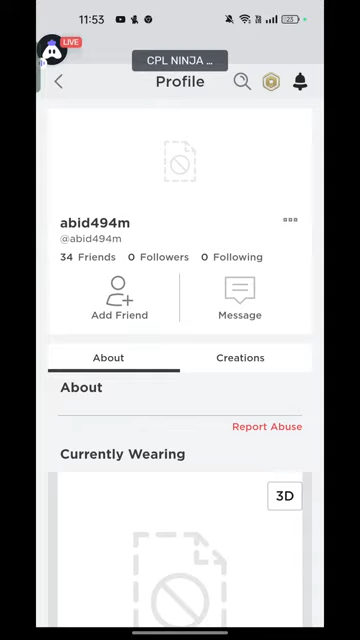 11:53
23
LIVE
CPL NINJA ...
Profile
abid494m
@abid494m
34 Friends 0 Followers 0 Following
Add Friend Message
About Creations
About
Report Abuse
Currently Wearing
3D